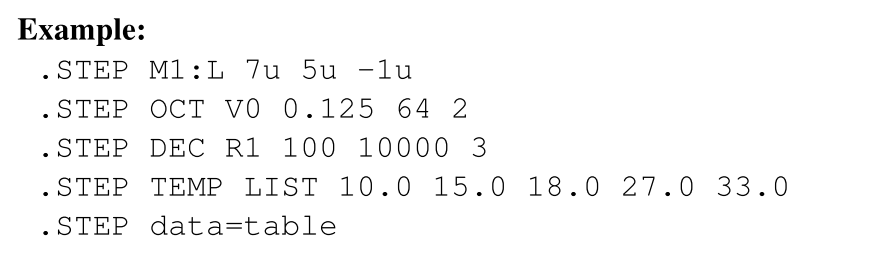 Example:
.STEP M1:L 7u 5u -1u
.STEP OCT V0 0.125 64 2
.STEP DEC R1 100 10000 3
.STEP TEMP LIST 10.0 15.0 18.0 27.0 33.0
.STEP data=table